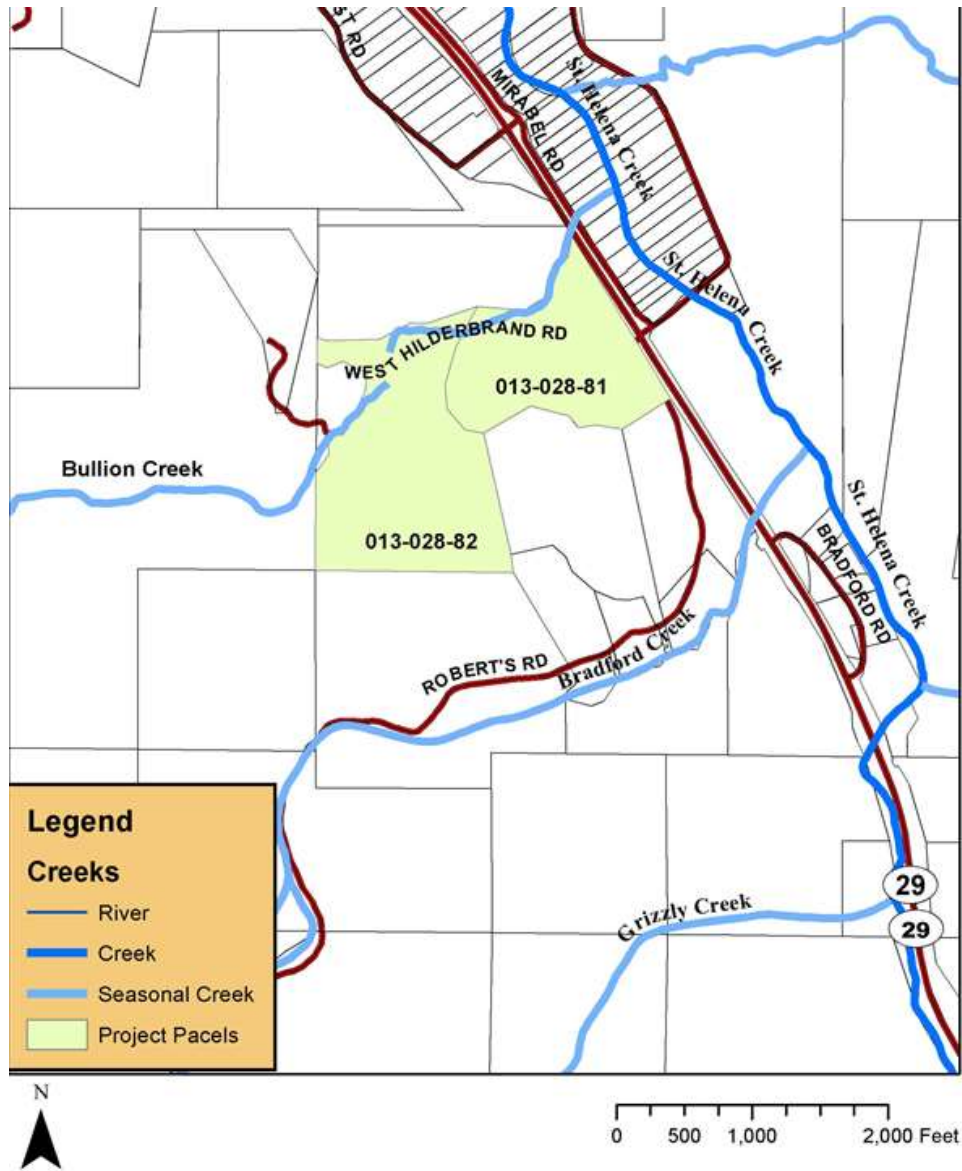 ST RD
MIRABEL RD
St. Helena Creek
St. Helena Creek
WEST HILDERBRAND RD
013-028-81
Bullion Creek
013-028-82
St. Helena Creek
BRADFORD RD
ROBERT'S RD
Bradford Creek
Legend
Creeks
River
Creek
Seasonal Creek
Project Pacels
Grizzly Creek
29
29
N
0 500 1,000 2,000 Feet